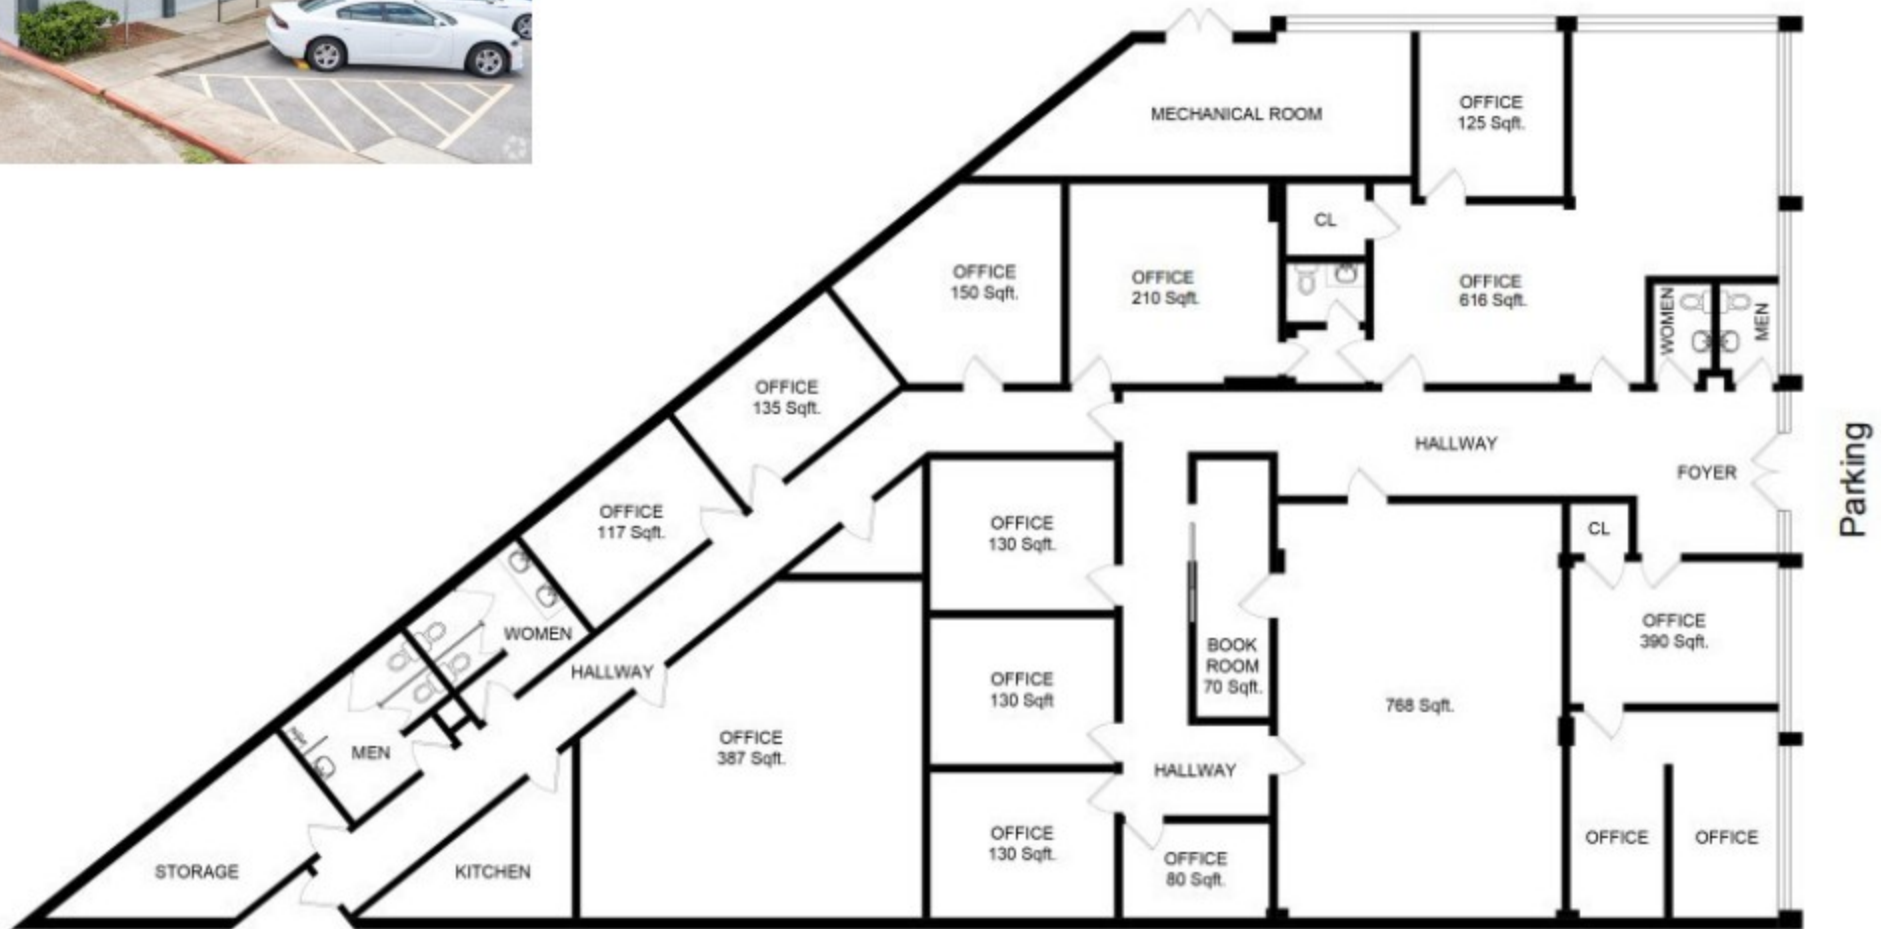 MECHANICAL ROOM
OFFICE
125 Sqft.
CL
OFFICE
150 Sqft.
OFFICE
210 Sqft.
OFFICE
616 Sqft.
WOMEN
MEN
OFFICE
135 Sqft.
HALLWAY
FOYER
Parking
OFFICE
117 Sqft.
OFFICE
130 Sqft.
CL
WOMEN
HALLWAY
OFFICE
130 Sqft
BOOK
ROOM
70 Sqft.
768 Sqft.
OFFICE
390 Sqft.
MEN
OFFICE
387 Sqft.
HALLWAY
STORAGE
KITCHEN
OFFICE
130 Sqft.
OFFICE
80 Sqft.
OFFICE
OFFICE